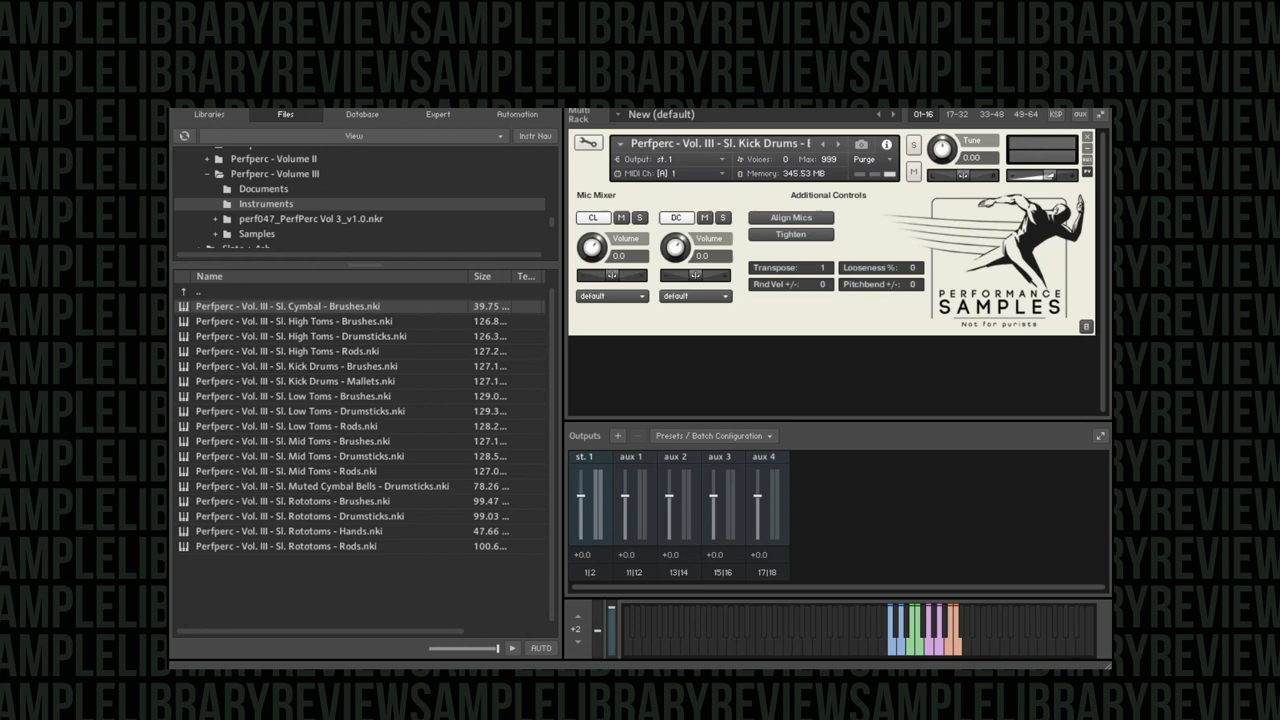 AMPLELIBRARYREVIEWSAMPLELIBRARYREVIEWSAMPLELIBRARYREVIEWS
Libraries Files Database Expert Automation
View Instr Nav
Perfperc - Volume II
Perfperc - Volume III
Documents
Instruments
perf047_PerfPerc Vol 3_v1.0.nkr
Samples
Name Size Te...
..
Perfperc - Vol. III - Sl. Cymbal - Brushes.nki 39.75 ...
Perfperc - Vol. III - Sl. High Toms - Brushes.nki 126.8...
Perfperc - Vol. III - Sl. High Toms - Drumsticks.nki 126.3...
Perfperc - Vol. III - Sl. High Toms - Rods.nki 127.2...
Perfperc - Vol. III - Sl. Kick Drums - Brushes.nki 127.1...
Perfperc - Vol. III - Sl. Kick Drums - Mallets.nki 127.1...
Perfperc - Vol. III - Sl. Low Toms - Brushes.nki 129.0...
Perfperc - Vol. III - Sl. Low Toms - Drumsticks.nki 129.3...
Perfperc - Vol. III - Sl. Low Toms - Rods.nki 128.2...
Perfperc - Vol. III - Sl. Mid Toms - Brushes.nki 127.1...
Perfperc - Vol. III - Sl. Mid Toms - Drumsticks.nki 128.5...
Perfperc - Vol. III - Sl. Mid Toms - Rods.nki 127.0...
Perfperc - Vol. III - Sl. Muted Cymbal Bells - Drumsticks.nki 78.26 ...
Perfperc - Vol. III - Sl. Rototoms - Brushes.nki 99.47 ...
Perfperc - Vol. III - Sl. Rototoms - Drumsticks.nki 99.03 ...
Perfperc - Vol. III - Sl. Rototoms - Hands.nki 47.66 ...
Perfperc - Vol. III - Sl. Rototoms - Rods.nki 100.6...
AUTO
Multi
Rack New (default) 01-16 17-32 33-48 49-64 KSP aux
Perfperc - Vol. III - Sl. Kick Drums - B
Output: st. 1 Voices: 0 Max: 999 Purge
MIDI Ch: [A] 1 Memory: 345.53 MB
S
M
Tune
0.00
L R
Mic Mixer Additional Controls
CL M S DC M S Align Mics
Tighten
Volume Volume
0.0 0.0
Transpose: 1 Looseness %: 0
Rnd Vel +/-: 0 Pitchbend +/-: 0
default default
PERFORMANCE
SAMPLES
Not for purists
B
Outputs + - Presets / Batch Configuration
st. 1 aux 1 aux 2 aux 3 aux 4
+0.0 +0.0 +0.0 +0.0 +0.0
1|2 11|12 13|14 15|16 17|18
+2